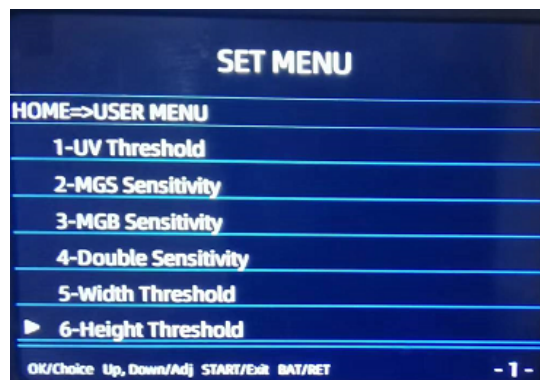 SET MENU
HOME=>USER MENU
1-UV Threshold
2-MGS Sensitivity
3-MGB Sensitivity
4-Double Sensitivity
5-Width Threshold
6-Height Threshold
OK/Choice Up, Down/Adj START/Exit BAT/RET -1-